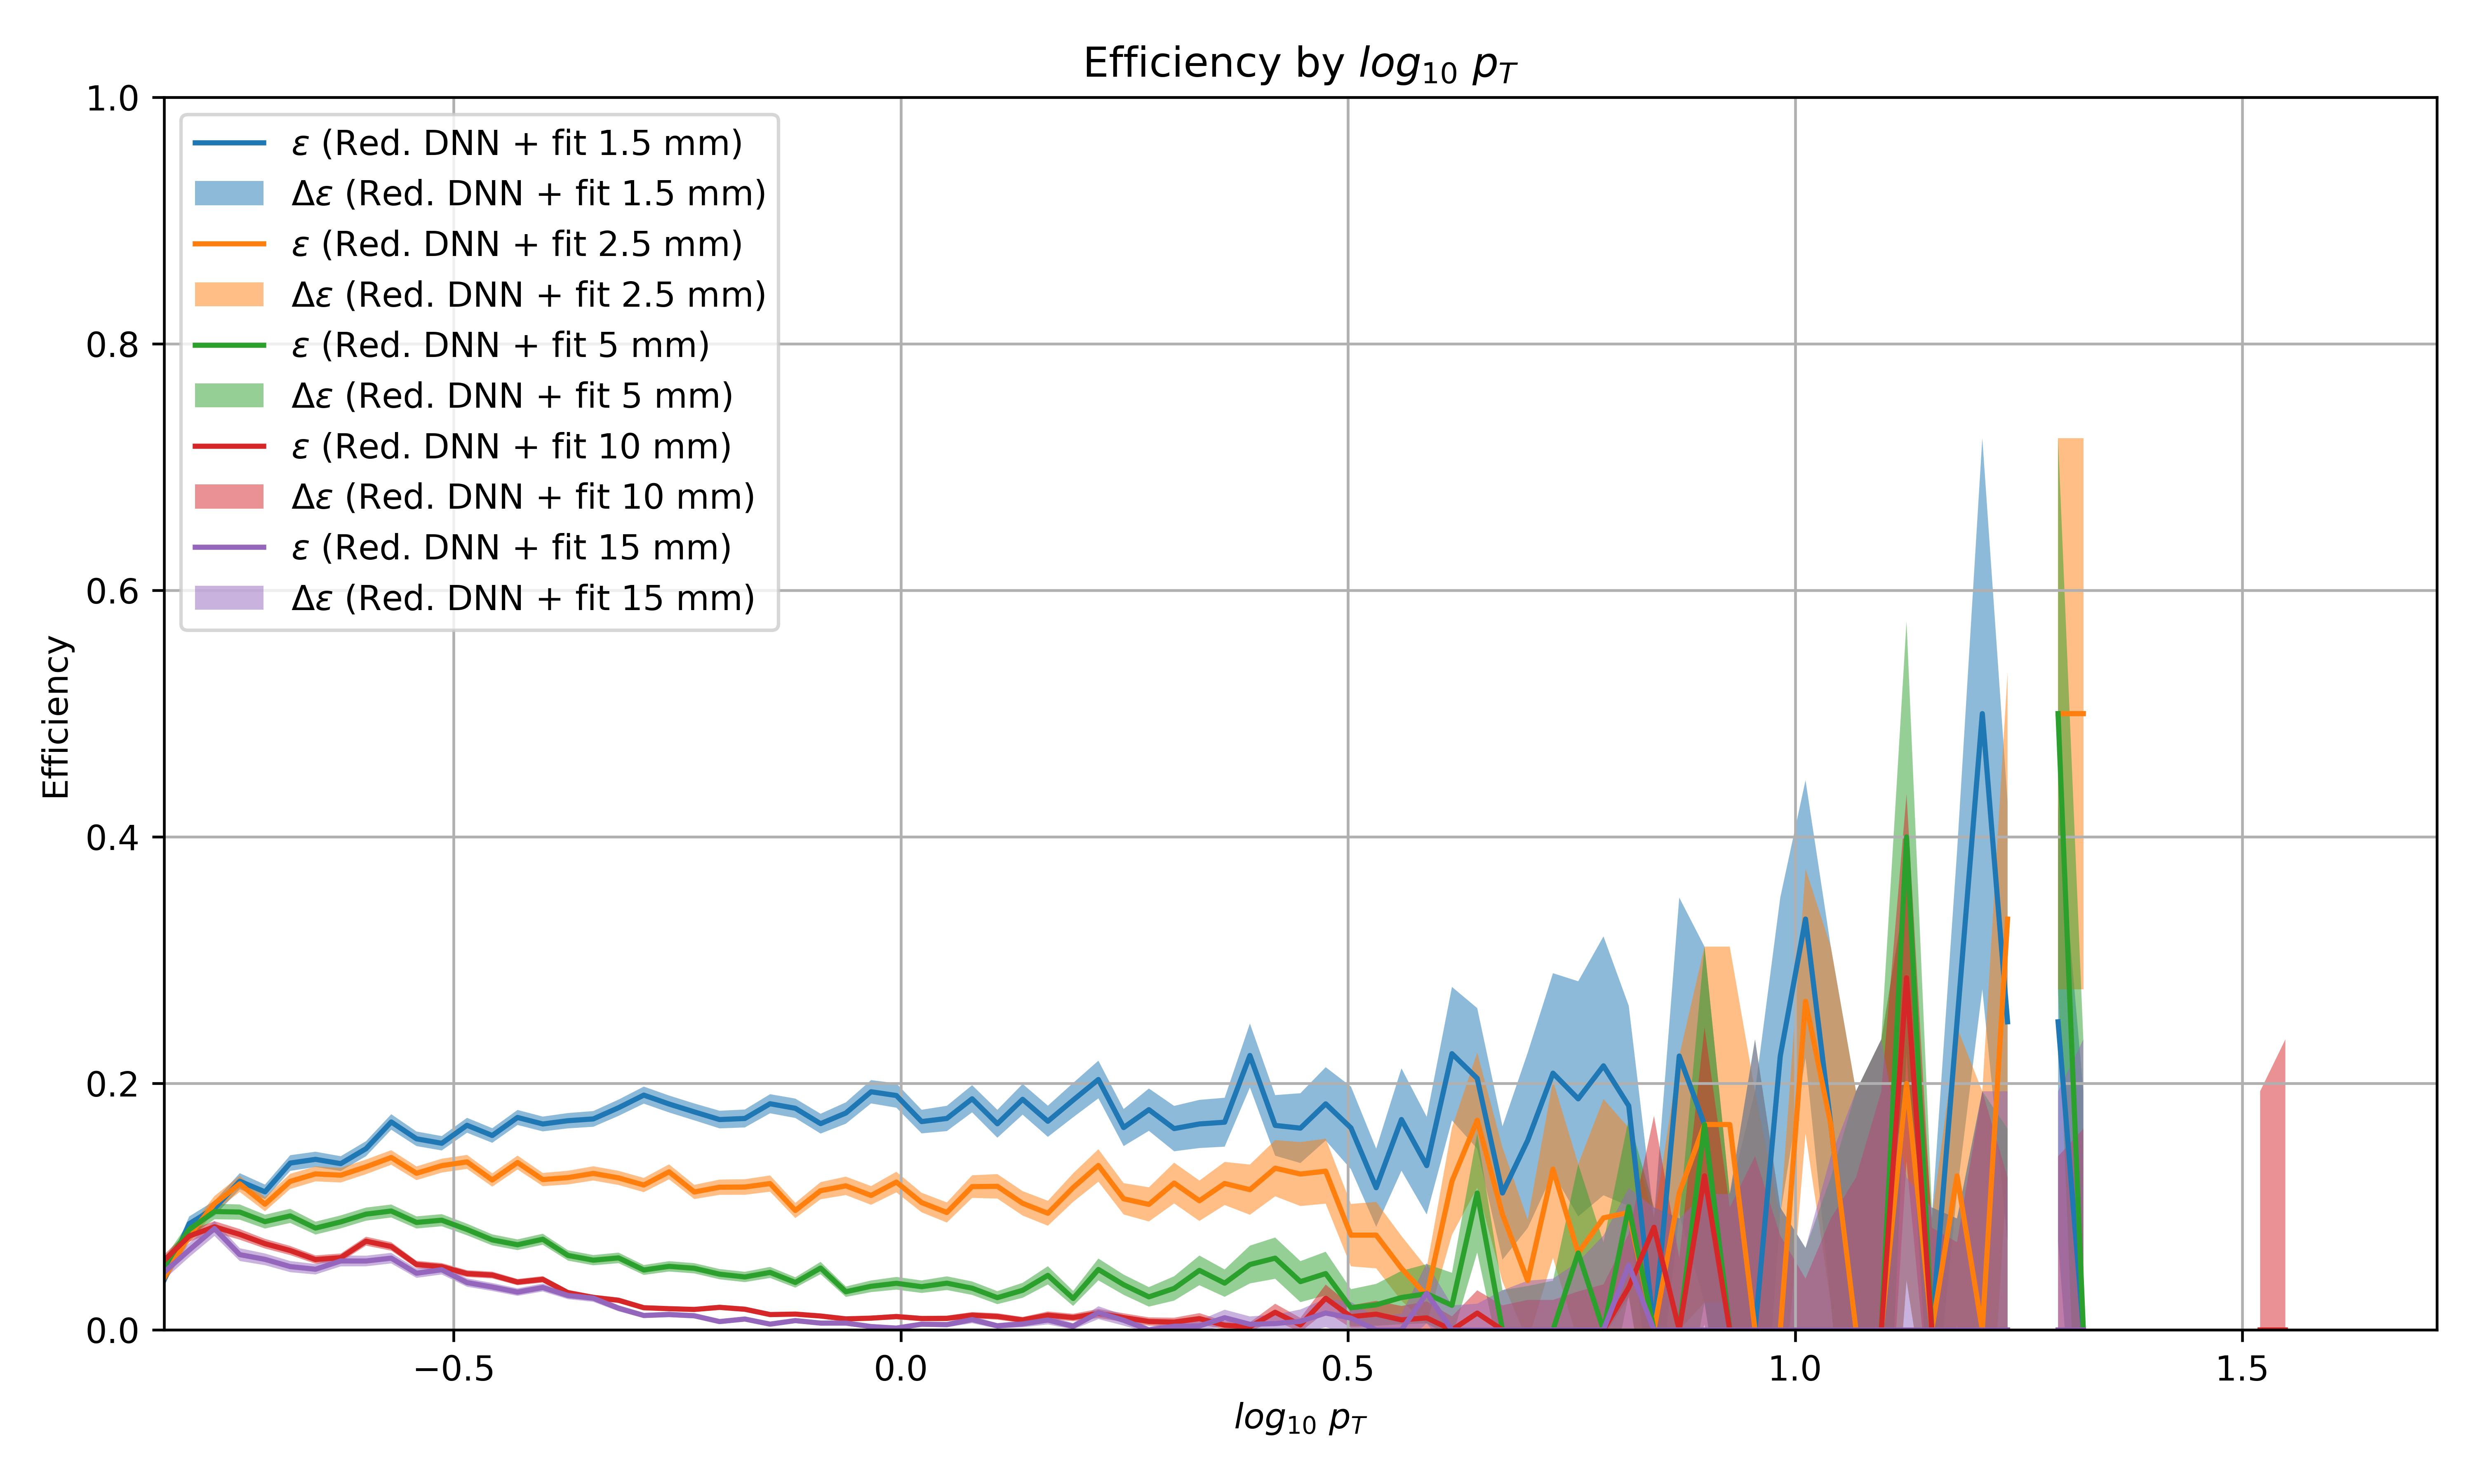 Efficiency by log₁₀ p_T
1.0
0.8
0.6
0.4
0.2
0.0
Efficiency
ε (Red. DNN + fit 1.5 mm)
Δε (Red. DNN + fit 1.5 mm)
ε (Red. DNN + fit 2.5 mm)
Δε (Red. DNN + fit 2.5 mm)
ε (Red. DNN + fit 5 mm)
Δε (Red. DNN + fit 5 mm)
ε (Red. DNN + fit 10 mm)
Δε (Red. DNN + fit 10 mm)
ε (Red. DNN + fit 15 mm)
Δε (Red. DNN + fit 15 mm)
−0.5 0.0 0.5 1.0 1.5
log₁₀ p_T